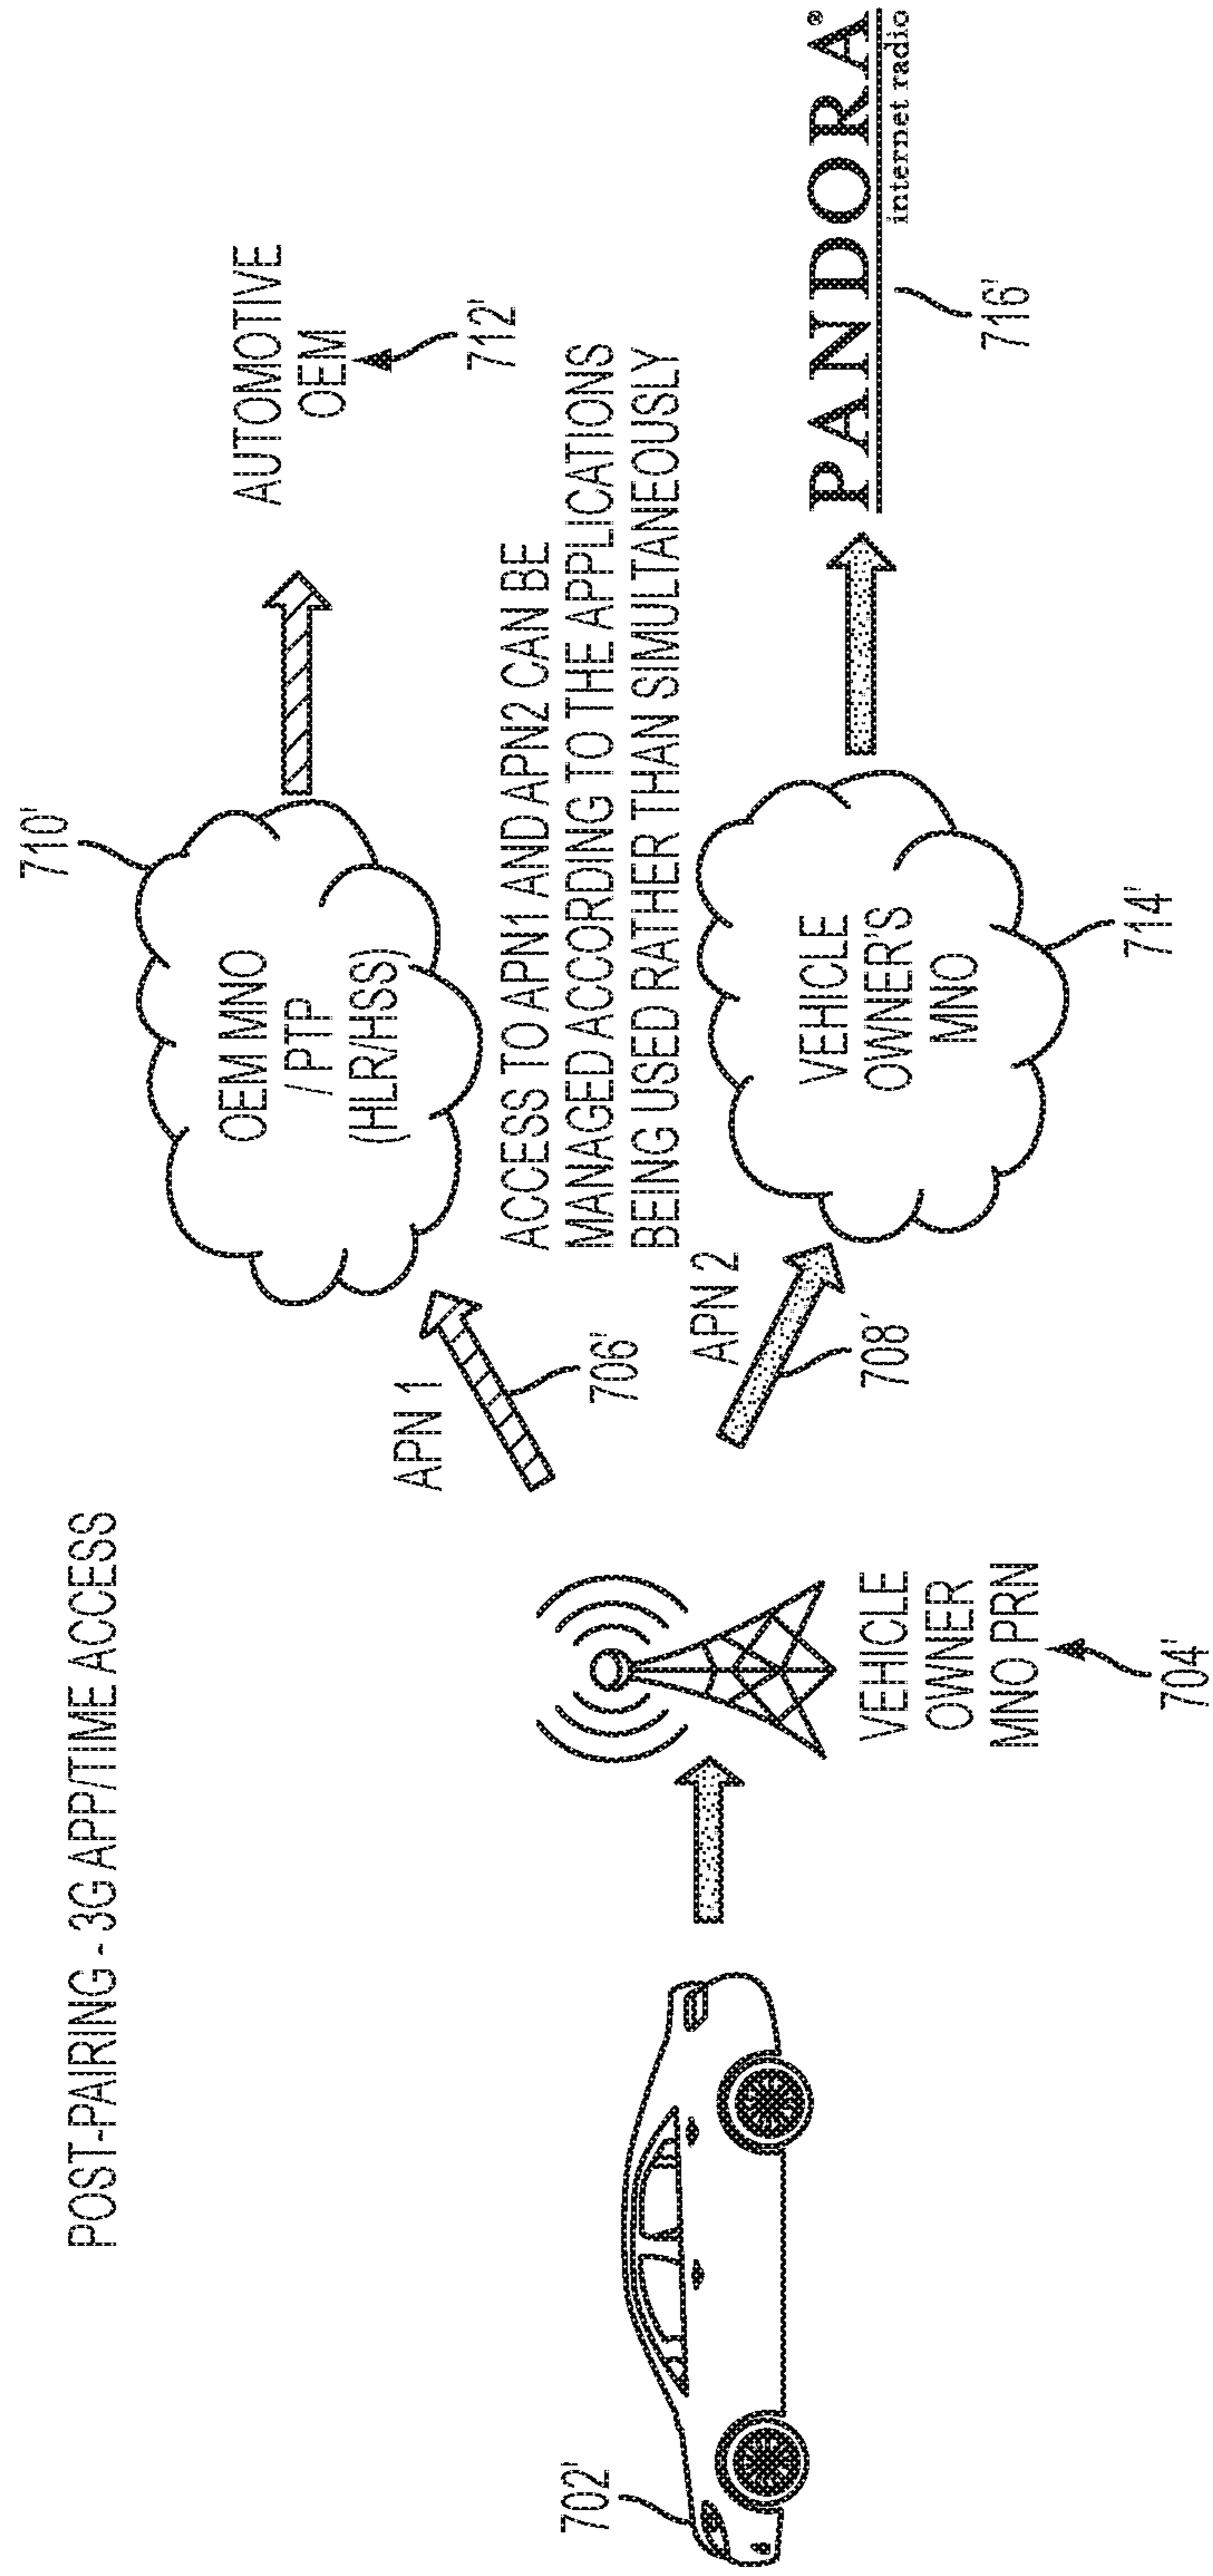 POST-PAIRING - 3G APP/TIME ACCESS
702'
VEHICLE
OWNER
MNO PRN
704'
APN 1
706'
APN 2
708'
710'
OEM MNO
/ PTP
(HLR/HSS)
ACCESS TO APN1 AND APN2 CAN BE
MANAGED ACCORDING TO THE APPLICATIONS
BEING USED RATHER THAN SIMULTANEOUSLY
VEHICLE
OWNER'S
MNO
714'
AUTOMOTIVE
OEM
712'
PANDORA®
internet radio
716'